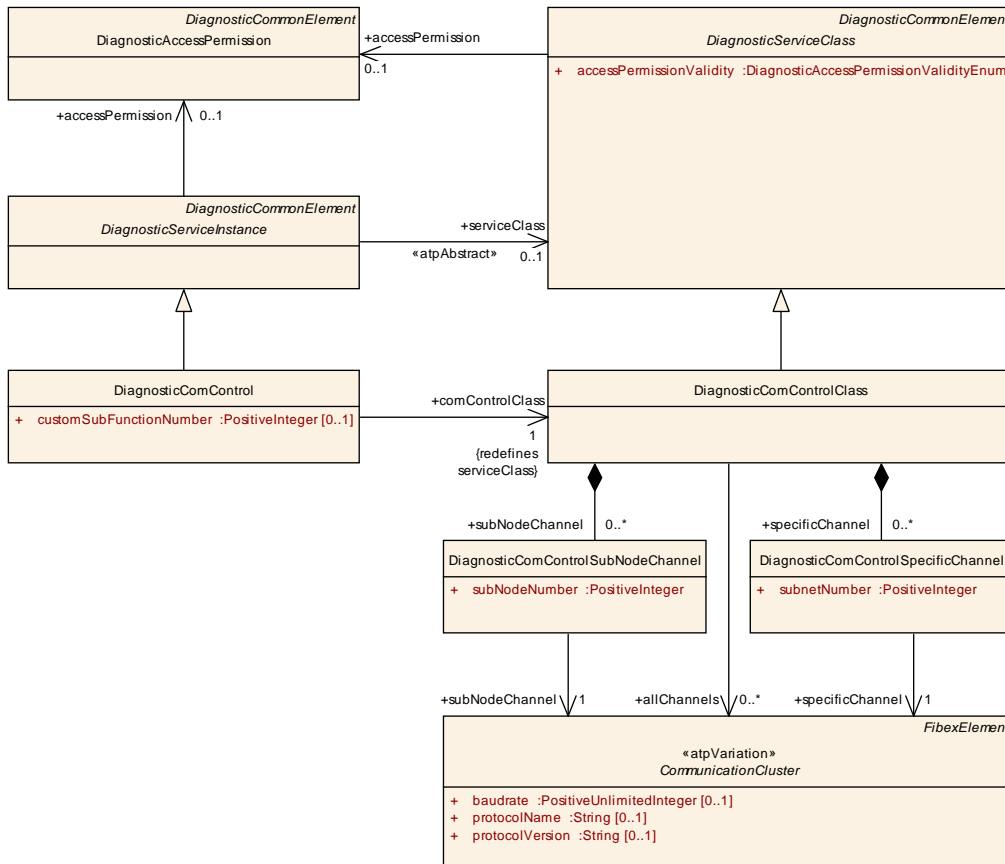 DiagnosticCommonElement
DiagnosticAccessPermission
DiagnosticCommonElement
DiagnosticServiceClass
+ accessPermissionValidity :DiagnosticAccessPermissionValidityEnum
+accessPermission
0..1
+accessPermission
0..1
DiagnosticCommonElement
DiagnosticServiceInstance
+serviceClass
«atpAbstract»
0..1
DiagnosticComControl
+ customSubFunctionNumber :PositiveInteger [0..1]
+comControlClass
1
{redefines
serviceClass}
DiagnosticComControlClass
+subNodeChannel
0..*
+specificChannel
0..*
DiagnosticComControlSubNodeChannel
+ subNodeNumber :PositiveInteger
DiagnosticComControlSpecificChannel
+ subnetNumber :PositiveInteger
+subNodeChannel
1
+allChannels
0..*
+specificChannel
1
FibexElement
«atpVariation»
CommunicationCluster
+ baudrate :PositiveUnlimitedInteger [0..1]
+ protocolName :String [0..1]
+ protocolVersion :String [0..1]